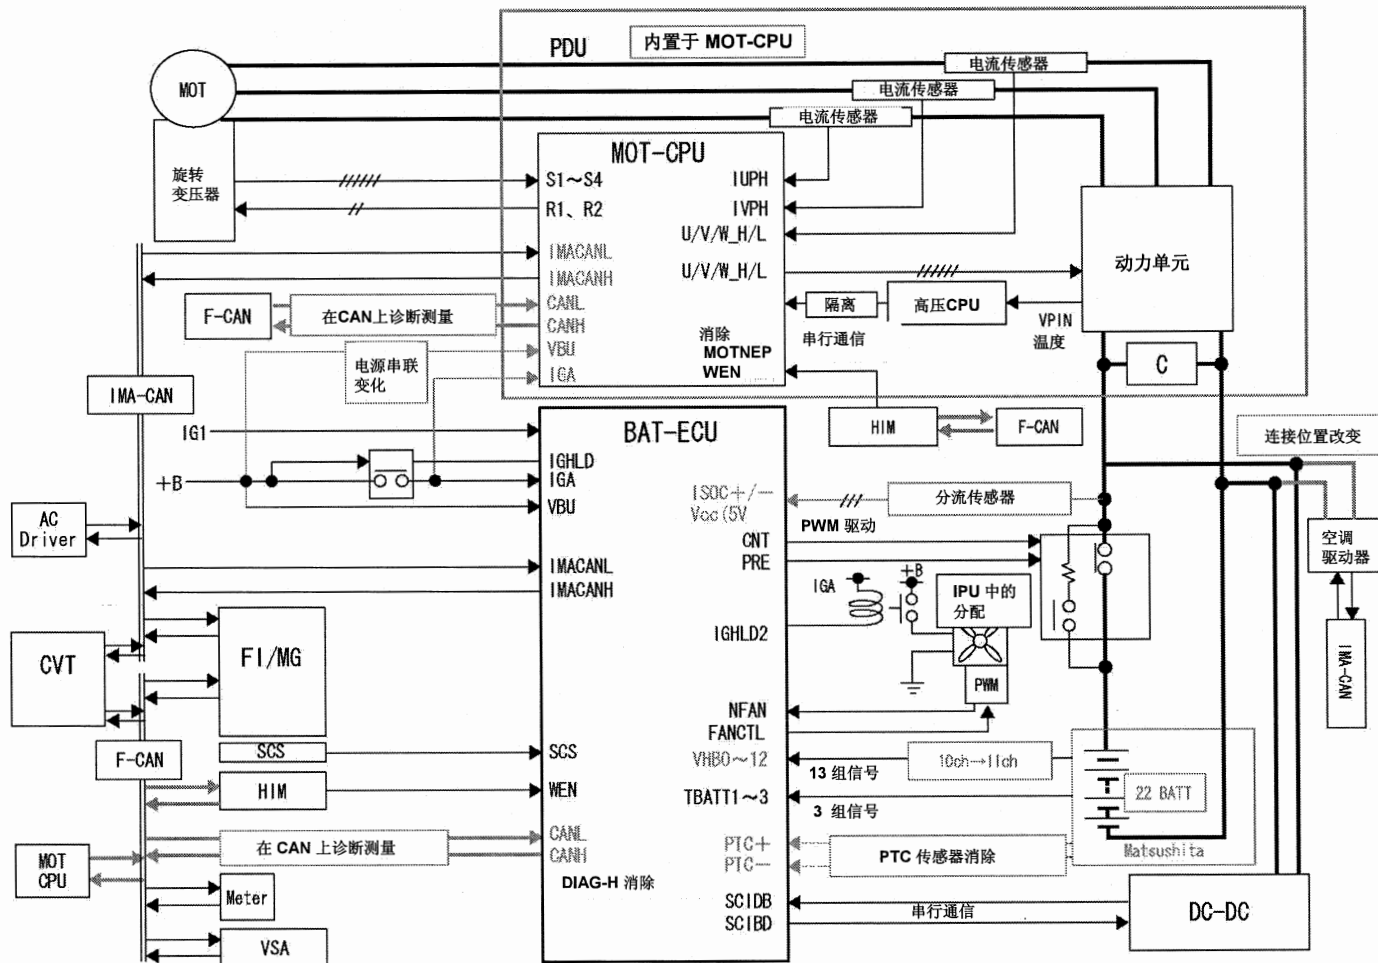 PDU
内置于 MOT-CPU
电流传感器
电流传感器
电流传感器
MOT
旋转
变压器
MOT-CPU
S1～S4
R1、R2
IMACANL
IMACANH
CANL
CANH
VBU
IGA
IUPH
IVPH
U/V/W_H/L
U/V/W_H/L
消除
MOTNEP
WEN
隔离
高压CPU
串行通信
VPIN
温度
动力单元
C
F-CAN
在CAN上诊断测量
电源串联
变化
IMA-CAN
HIM
F-CAN
连接位置改变
IG1
+B
BAT-ECU
IGHLD
IGA
VBU
IMACANL
IMACANH
ISOC+/-
Vcc(5V
分流传感器
PWM 驱动
CNT
PRE
IGHLD2
IGA
+B
IPU 中的
分配
PWM
NFAN
FANCTL
VHB0～12
10ch→11ch
13 组信号
TBATT1～3
3 组信号
22 BATT
Matsushita
PTC+
PTC-
PTC 传感器消除
SCIDB
SCIBD
串行通信
DC-DC
空调
驱动器
IMA-CAN
AC
Driver
CVT
FI/MG
F-CAN
SCS
SCS
HIM
WEN
在 CAN 上诊断测量
CANL
CANH
DIAG-H 消除
MOT
CPU
Meter
VSA